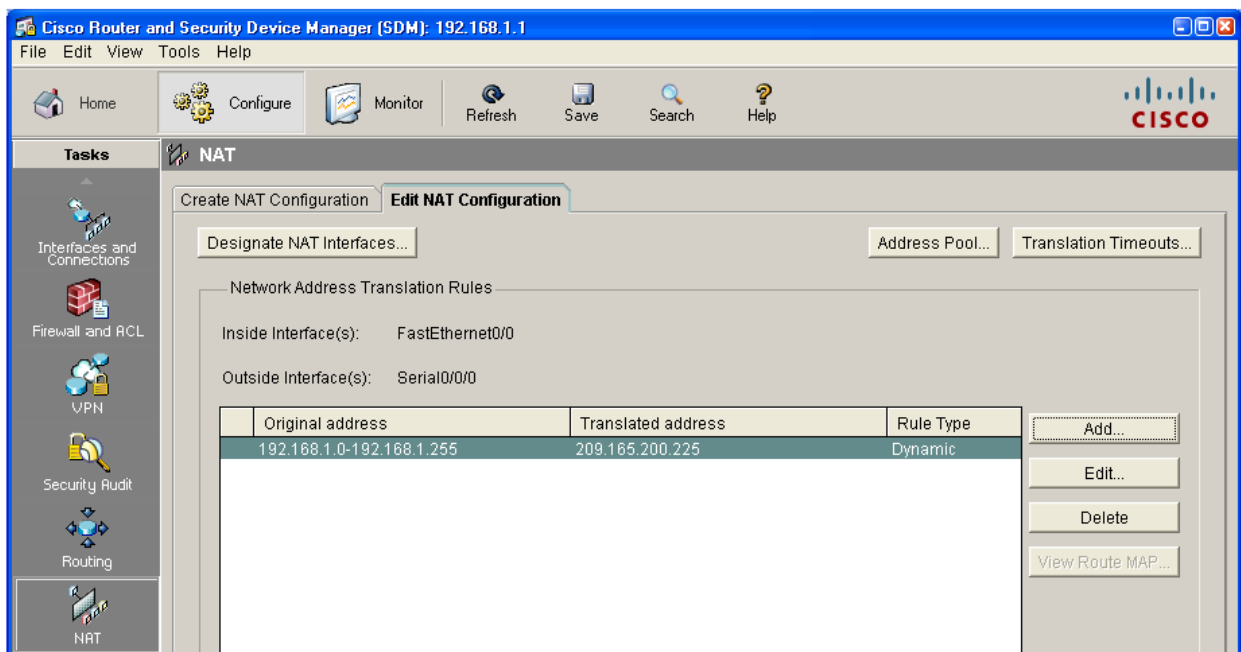 Cisco Router and Security Device Manager (SDM): 192.168.1.1
File Edit View Tools Help
Home Configure Monitor Refresh Save Search Help
CISCO
Tasks
NAT
Create NAT Configuration Edit NAT Configuration
Designate NAT Interfaces... Address Pool... Translation Timeouts...
Network Address Translation Rules
Inside Interface(s): FastEthernet0/0
Outside Interface(s): Serial0/0/0
Original address Translated address Rule Type
192.168.1.0-192.168.1.255 209.165.200.225 Dynamic
Add...
Edit...
Delete
View Route MAP...
Interfaces and
Connections
Firewall and ACL
VPN
Security Audit
Routing
NAT